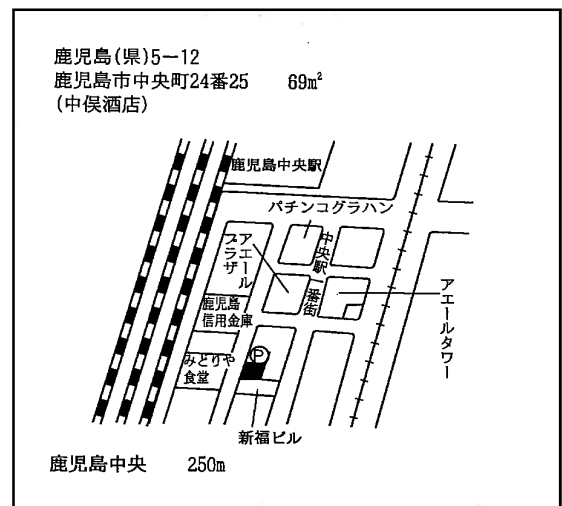 鹿児島(県)5-12
鹿児島市中央町24番25 69m²
(中俣酒店)
鹿児島中央駅
パチンコグラハン
アエール
プラザ
中央駅
一番街
アエールタワー
鹿児島
信用金庫
みどりや
食堂
P
新福ビル
鹿児島中央 250m